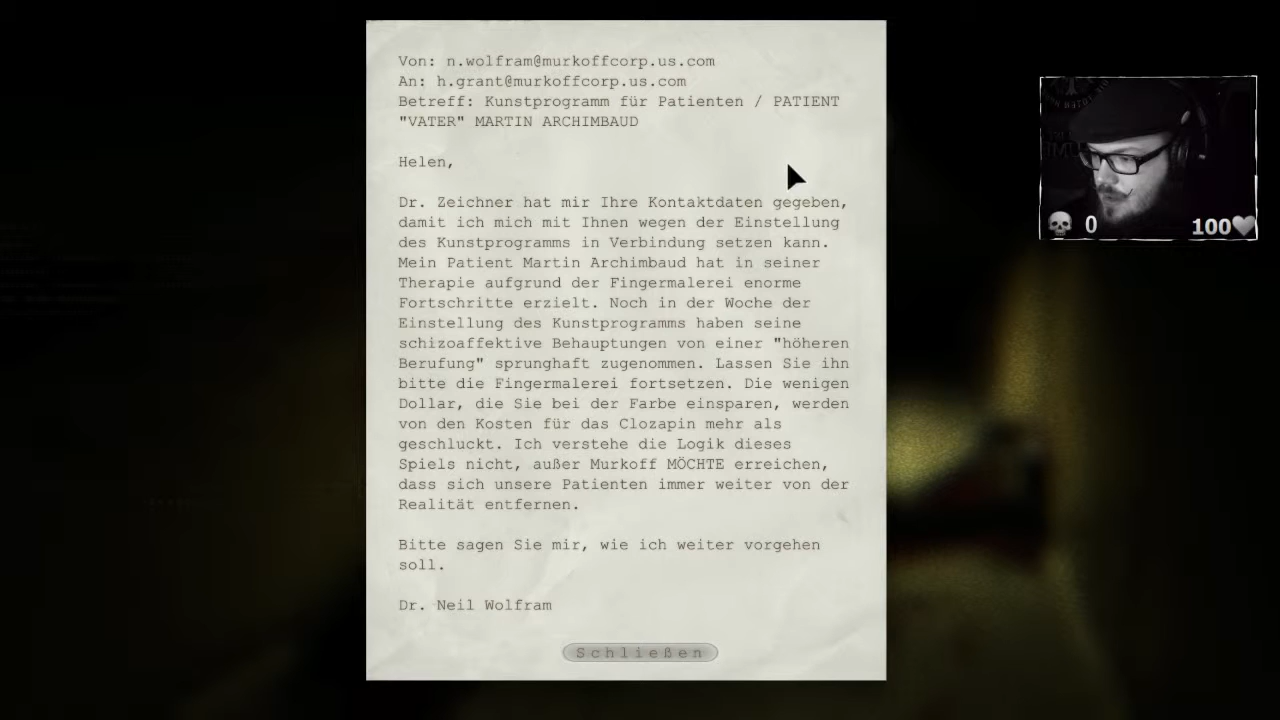 Von: n.wolfram@murkoffcorp.us.com
An: h.grant@murkoffcorp.us.com
Betreff: Kunstprogramm für Patienten / PATIENT
"VATER" MARTIN ARCHIMBAUD
Helen,
Dr. Zeichner hat mir Ihre Kontaktdaten gegeben,
damit ich mich mit Ihnen wegen der Einstellung
des Kunstprogramms in Verbindung setzen kann.
Mein Patient Martin Archimbaud hat in seiner
Therapie aufgrund der Fingermalerei enorme
Fortschritte erzielt. Noch in der Woche der
Einstellung des Kunstprogramms haben seine
schizoaffektive Behauptungen von einer "höheren
Berufung" sprunghaft zugenommen. Lassen Sie ihn
bitte die Fingermalerei fortsetzen. Die wenigen
Dollar, die Sie bei der Farbe einsparen, werden
von den Kosten für das Clozapin mehr als
geschluckt. Ich verstehe die Logik dieses
Spiels nicht, außer Murkoff MÖCHTE erreichen,
dass sich unsere Patienten immer weiter von der
Realität entfernen.
Bitte sagen Sie mir, wie ich weiter vorgehen
soll.
Dr. Neil Wolfram
Schließen
0
100